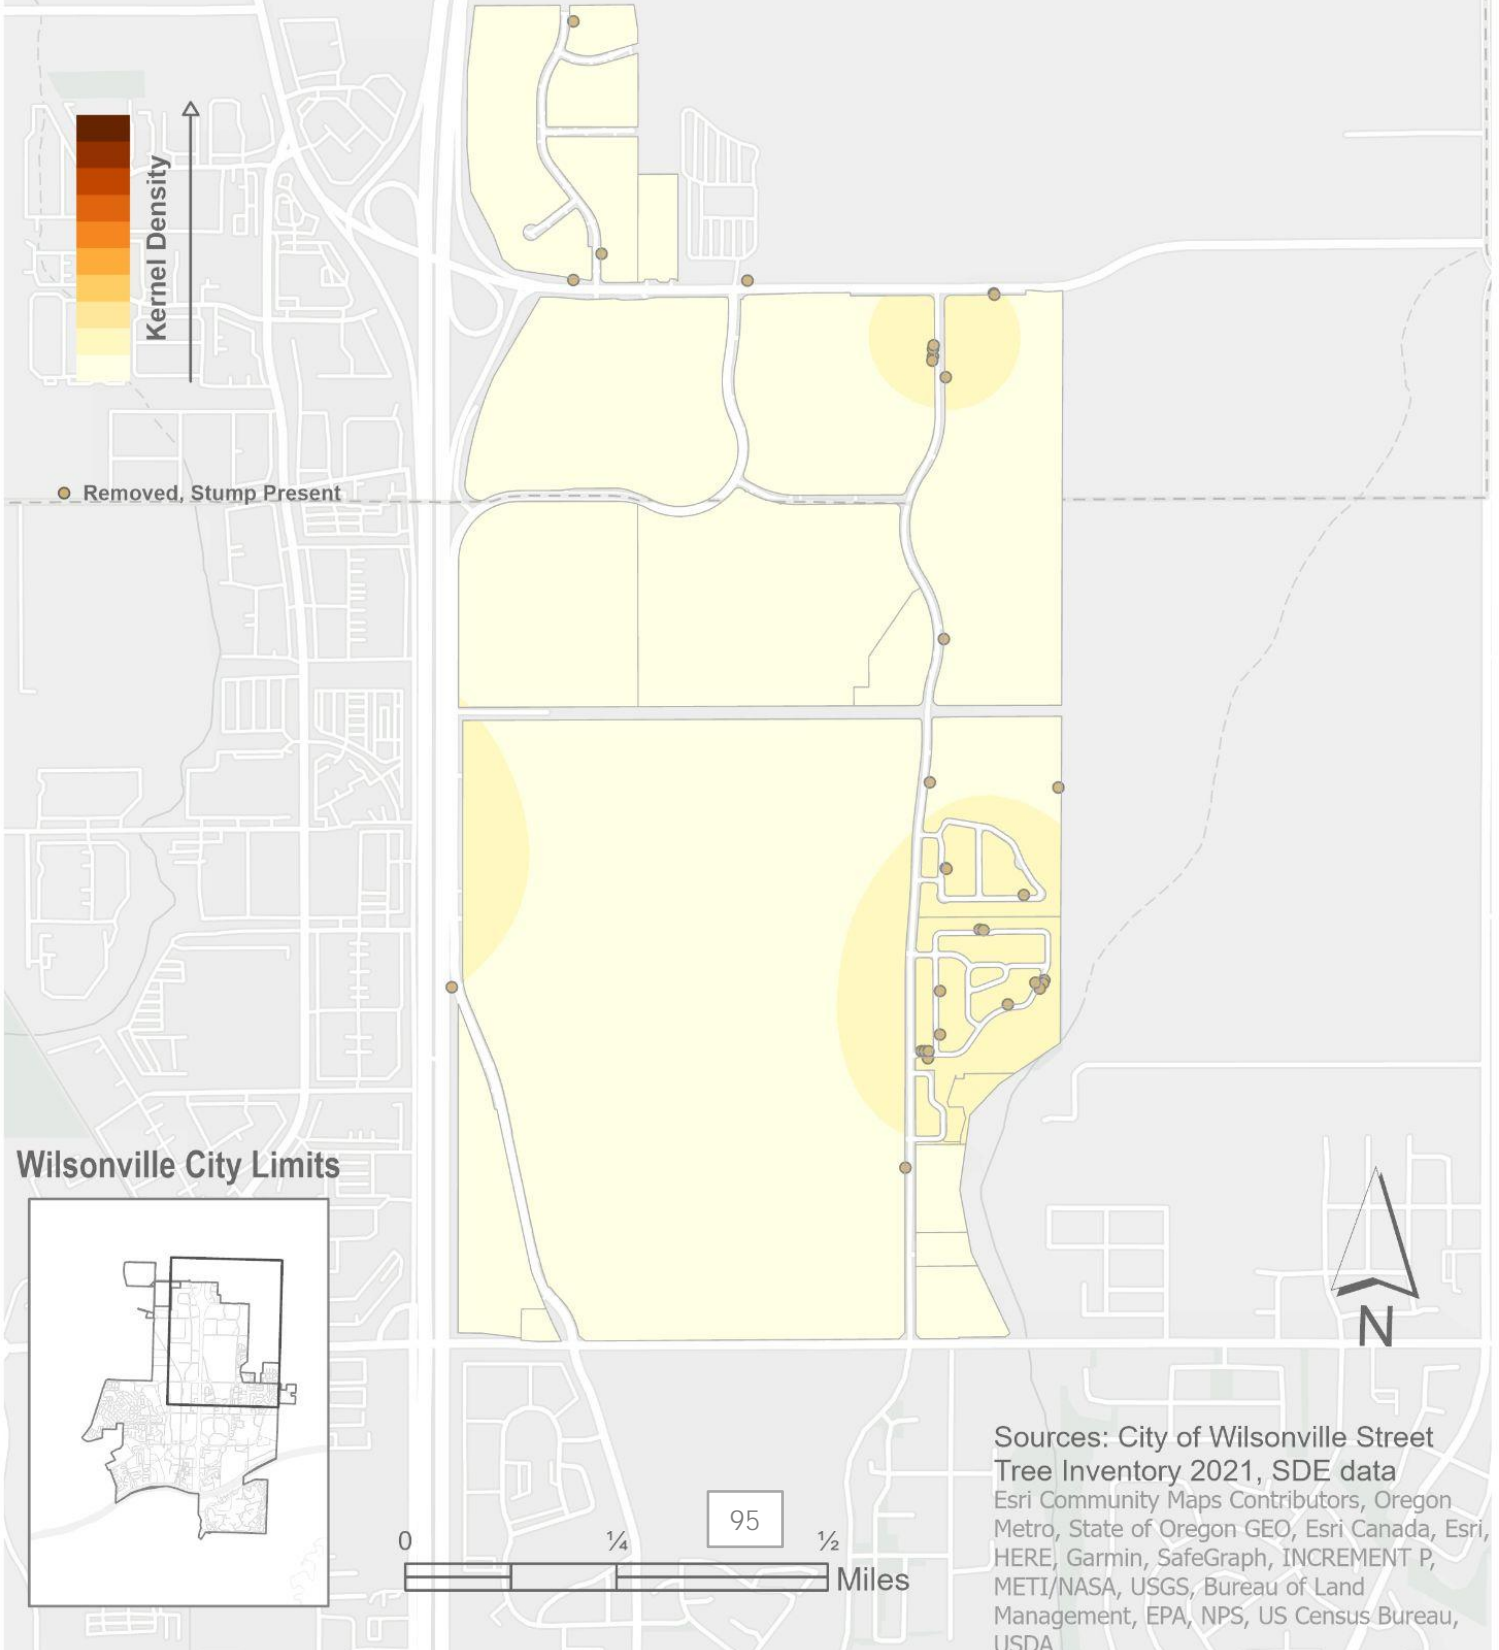 Kernel Density
Removed, Stump Present
Wilsonville City Limits
N
Sources: City of Wilsonville Street
Tree Inventory 2021, SDE data
Esri Community Maps Contributors, Oregon
Metro, State of Oregon GEO, Esri Canada, Esri,
HERE, Garmin, SafeGraph, INCREMENT P,
METI/NASA, USGS, Bureau of Land
Management, EPA, NPS, US Census Bureau,
USDA
95
0 ¼ ½
Miles